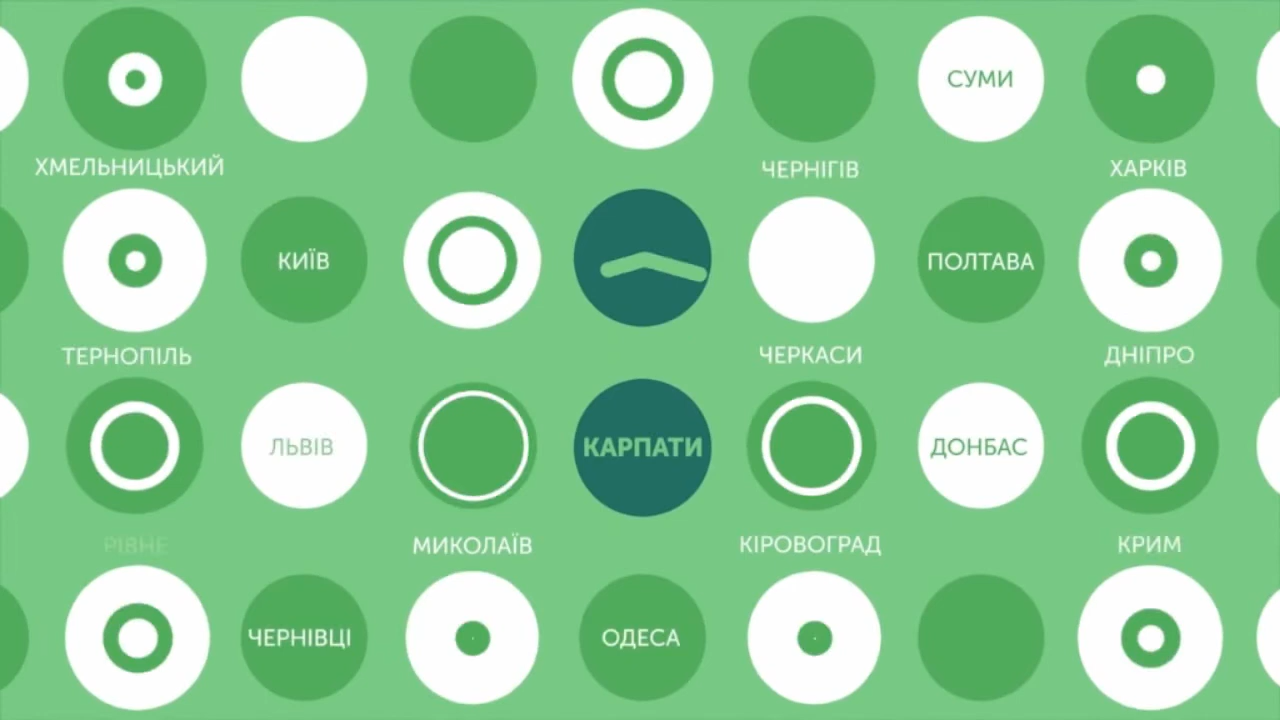 СУМИ
ХМЕЛЬНИЦЬКИЙ
ЧЕРНІГІВ
ХАРКІВ
КИЇВ
ПОЛТАВА
ТЕРНОПІЛЬ
ЧЕРКАСИ
ДНІПРО
ЛЬВІВ
КАРПАТИ
ДОНБАС
РІВНЕ
МИКОЛАЇВ
КІРОВОГРАД
КРИМ
ЧЕРНІВЦІ
ОДЕСА